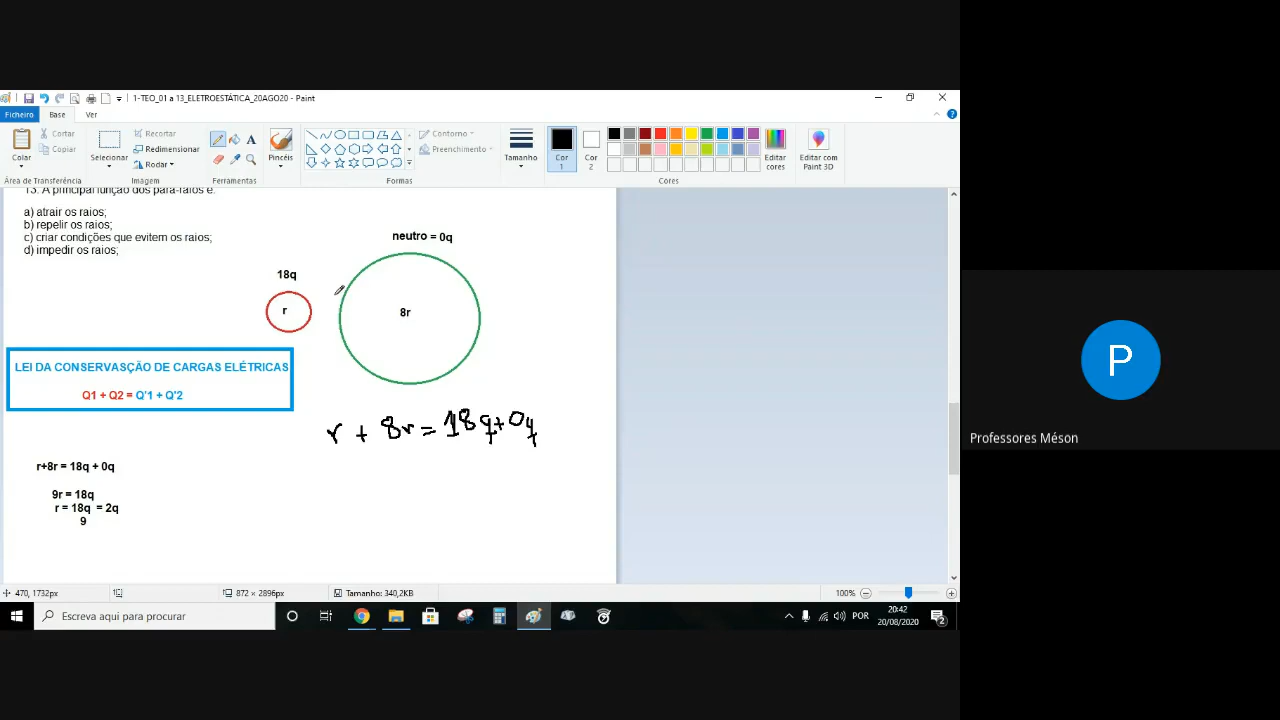 1-TEO_01 a 13_ELETROESTÁTICA_20AGO20 - Paint
Ficheiro Base Ver
Colar
Cortar
Copiar
Área de Transferência
Selecionar
Recortar
Redimensionar
Rodar
Imagem
A
Ferramentas
Pincéis
Contorno
Preenchimento
Formas
Tamanho
Cor
1
Cor
2
Editar
cores
Cores
Editar com
Paint 3D
13. A principal função dos para-raios é:
a) atrair os raios;
b) repelir os raios;
c) criar condições que evitem os raios;
d) impedir os raios;
neutro = 0q
18q
r
8r
LEI DA CONSERVASÇÃO DE CARGAS ELÉTRICAS
Q1 + Q2 = Q'1 + Q'2
r + 8r = 18q+0q
r+8r = 18q + 0q
9r = 18q
r = 18q = 2q
9
P
Professores Méson
470, 1732px
872 × 2896px
Tamanho: 340,2KB
100%
Escreva aqui para procurar
POR
20:42
20/08/2020
2